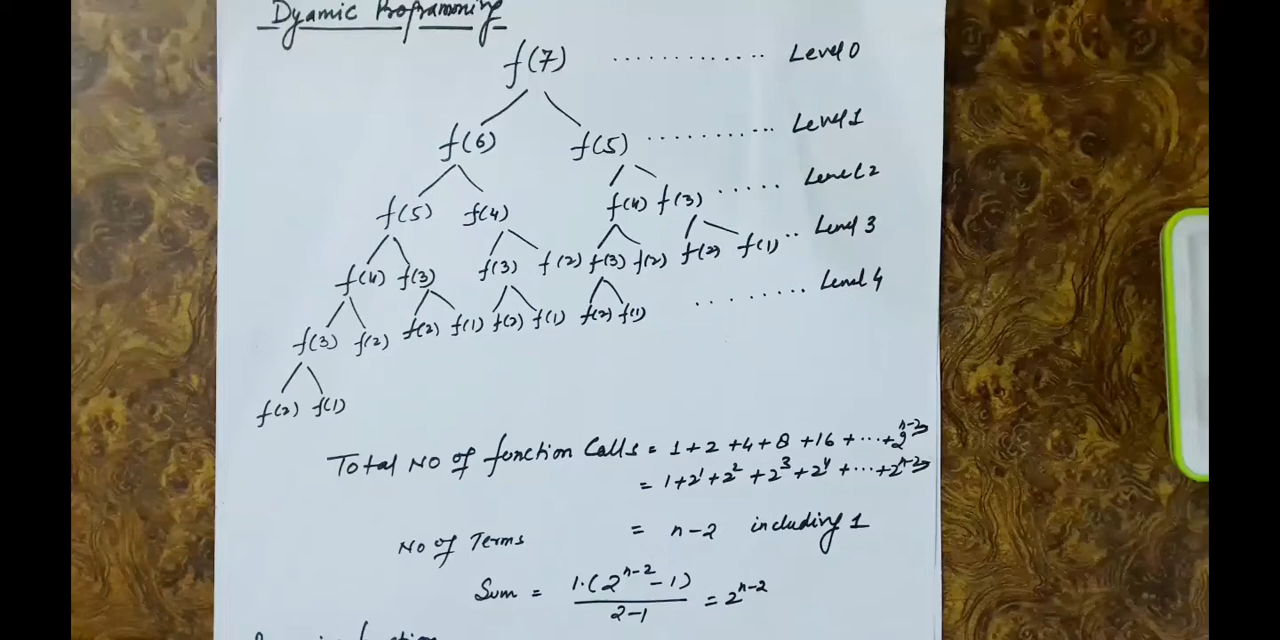 Dyamic Programming
f(7) ............ Level 0
f(6) f(5) .......... Level 1
f(5) f(4) f(4) f(3) ..... Level 2
f(4) f(3) f(3) f(2) f(3) f(2) f(2) f(1) .. Level 3
f(3) f(2) f(2) f(1) f(2) f(1) f(2) f(1) ........ Level 4
f(2) f(1)
Total No of function Calls = 1 + 2 + 4 + 8 + 16 + ... + 2^(n-3)
= 1 + 2^1 + 2^2 + 2^3 + 2^4 + ... + 2^(n-3)
No of Terms = n-2 including 1
Sum = 1.(2^(n-2) - 1) / 2-1 = 2^(n-2)